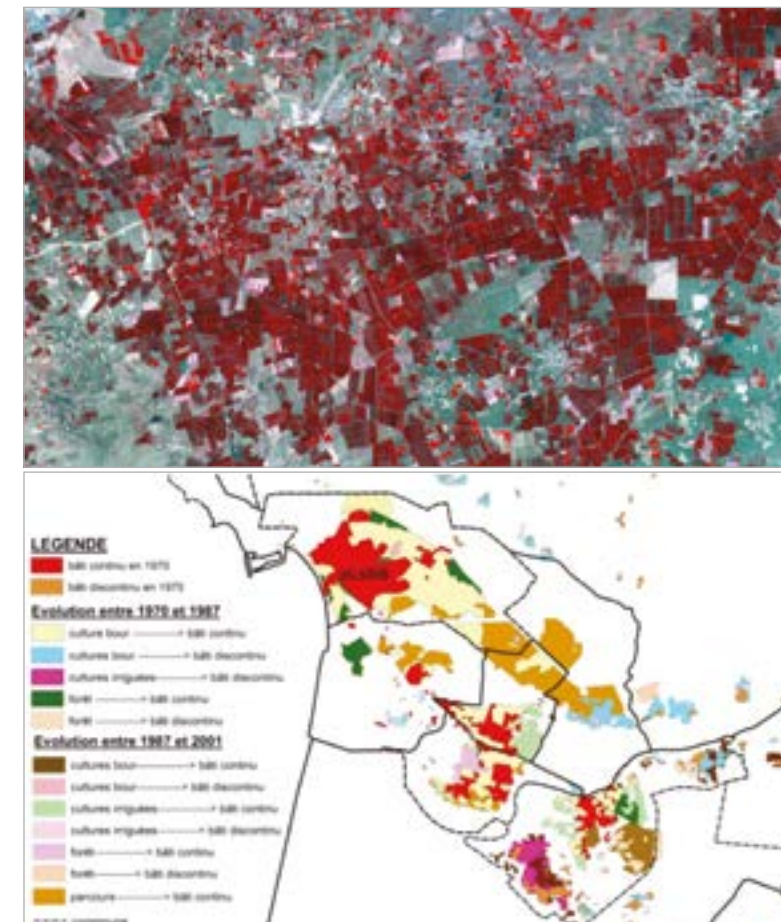 LEGENDE
bâti continu en 1970
bâti discontinu en 1970
Evolution entre 1970 et 1987
culture bour ----------> bâti continu
cultures bour ----------> bâti discontinu
cultures irriguées ----------> bâti discontinu
forêt ----------> bâti continu
forêt ----------> bâti discontinu
Evolution entre 1987 et 2001
cultures bour ----------> bâti continu
cultures bour ----------> bâti discontinu
cultures irriguées ----------> bâti continu
cultures irriguées ----------> bâti discontinu
forêt ----------> bâti continu
forêt ----------> bâti discontinu
parcours ----------> bâti continu